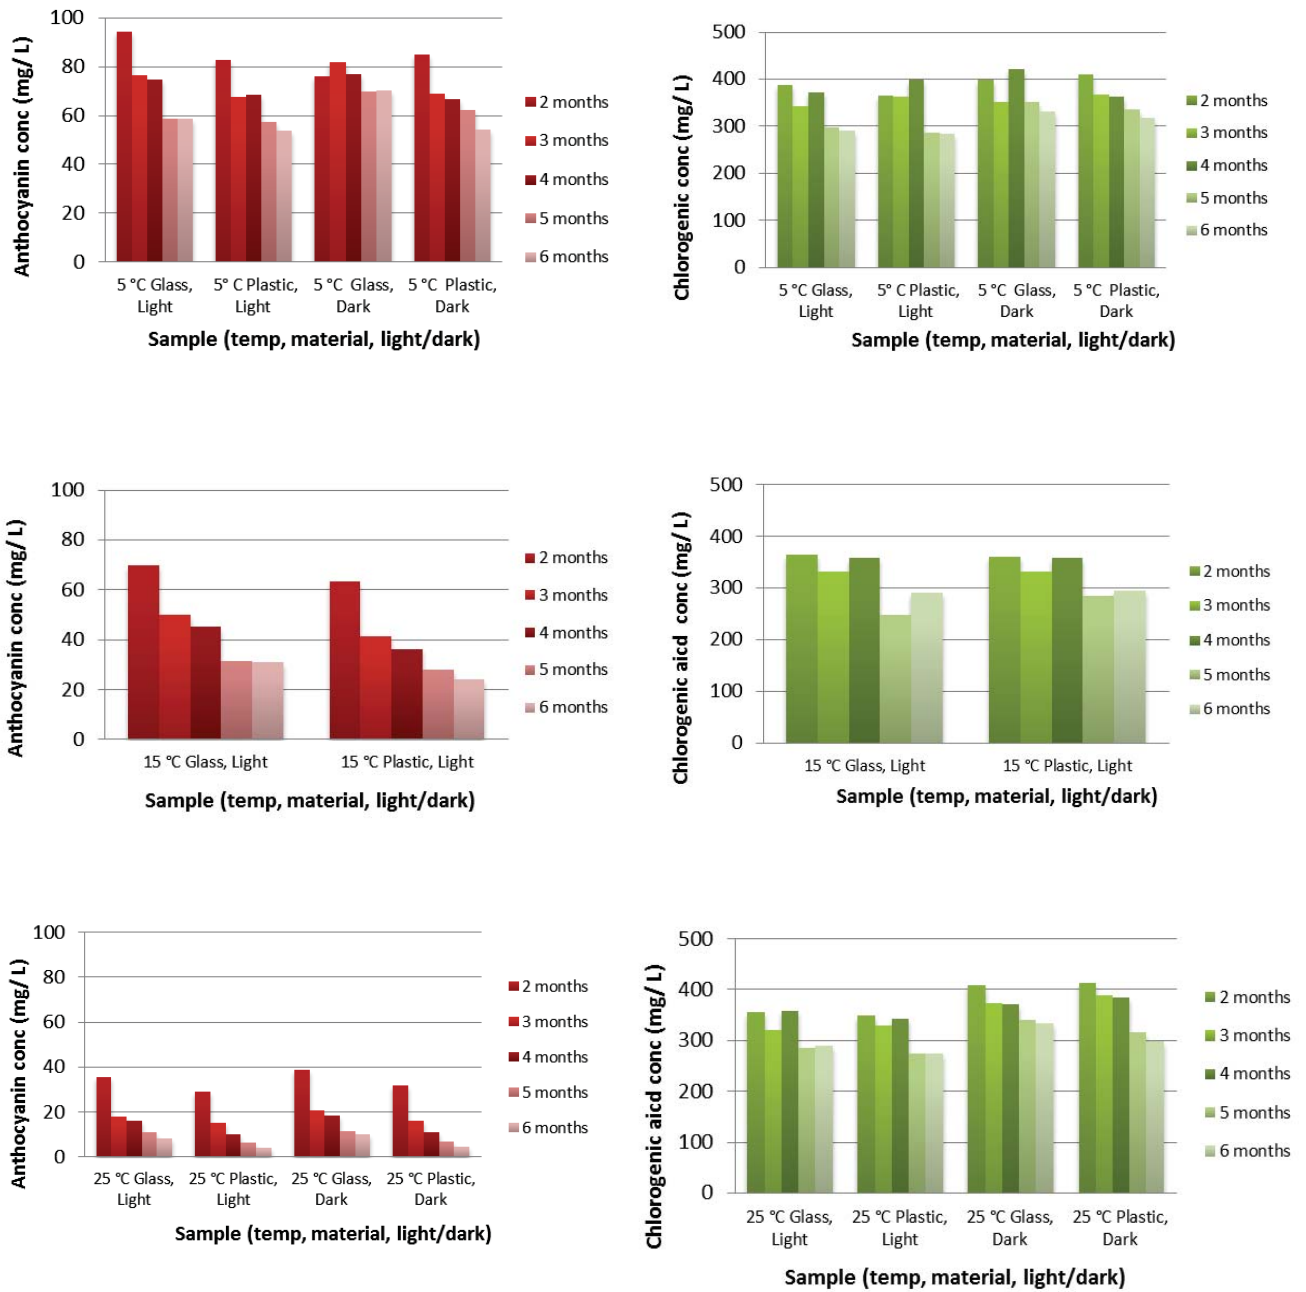 Anthocyanin conc (mg/ L)
100
80
60
40
20
0
5 °C Glass, Light
5° C Plastic, Light
5 °C Glass, Dark
5 °C Plastic, Dark
Sample (temp, material, light/dark)
2 months
3 months
4 months
5 months
6 months
Chlorogenic conc (mg/ L)
500
400
300
200
100
0
5 °C Glass, Light
5° C Plastic, Light
5 °C Glass, Dark
5 °C Plastic, Dark
Sample (temp, material, light/dark)
2 months
3 months
4 months
5 months
6 months
Anthocyanin conc (mg/ L)
100
80
60
40
20
0
15 °C Glass, Light
15 °C Plastic, Light
Sample (temp, material, light/dark)
2 months
3 months
4 months
5 months
6 months
Chlorogenic aicd conc (mg/ L)
500
400
300
200
100
0
15 °C Glass, Light
15 °C Plastic, Light
Sample (temp, material, light/dark)
2 months
3 months
4 months
5 months
6 months
Anthocyanin conc (mg/ L)
100
80
60
40
20
0
25 °C Glass, Light
25 °C Plastic, Light
25 °C Glass, Dark
25 °C Plastic, Dark
Sample (temp, material, light/dark)
2 months
3 months
4 months
5 months
6 months
Chlorogenic aicd conc (mg/ L)
500
400
300
200
100
0
25 °C Glass, Light
25 °C Plastic, Light
25 °C Glass, Dark
25 °C Plastic, Dark
Sample (temp, material, light/dark)
2 months
3 months
4 months
5 months
6 months